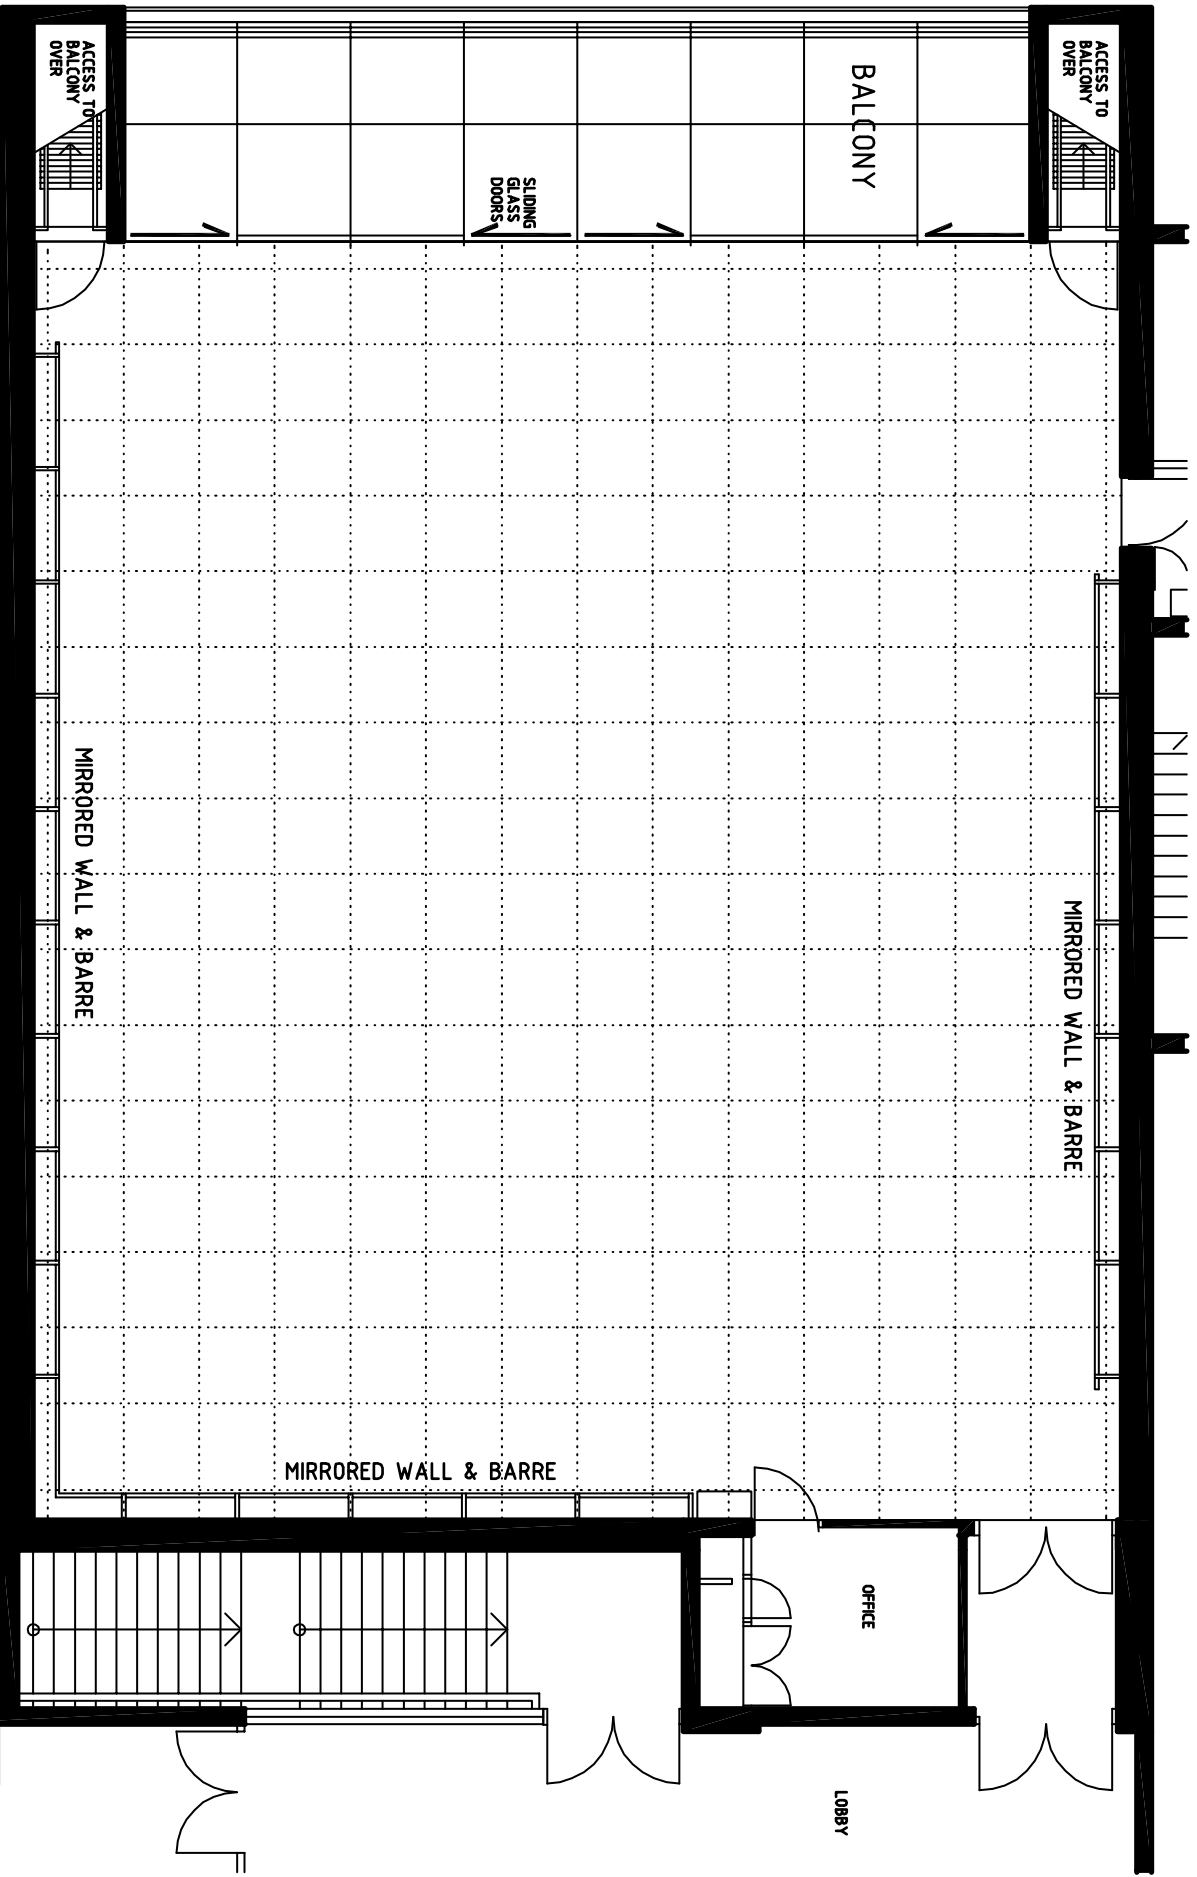 ACCESS TO
BALCONY
OVER
BALCONY
ACCESS TO
BALCONY
OVER
SLIDING
GLASS
DOORS
MIRRORED WALL & BARRE
MIRRORED WALL & BARRE
MIRRORED WALL & BARRE
OFFICE
LOBBY